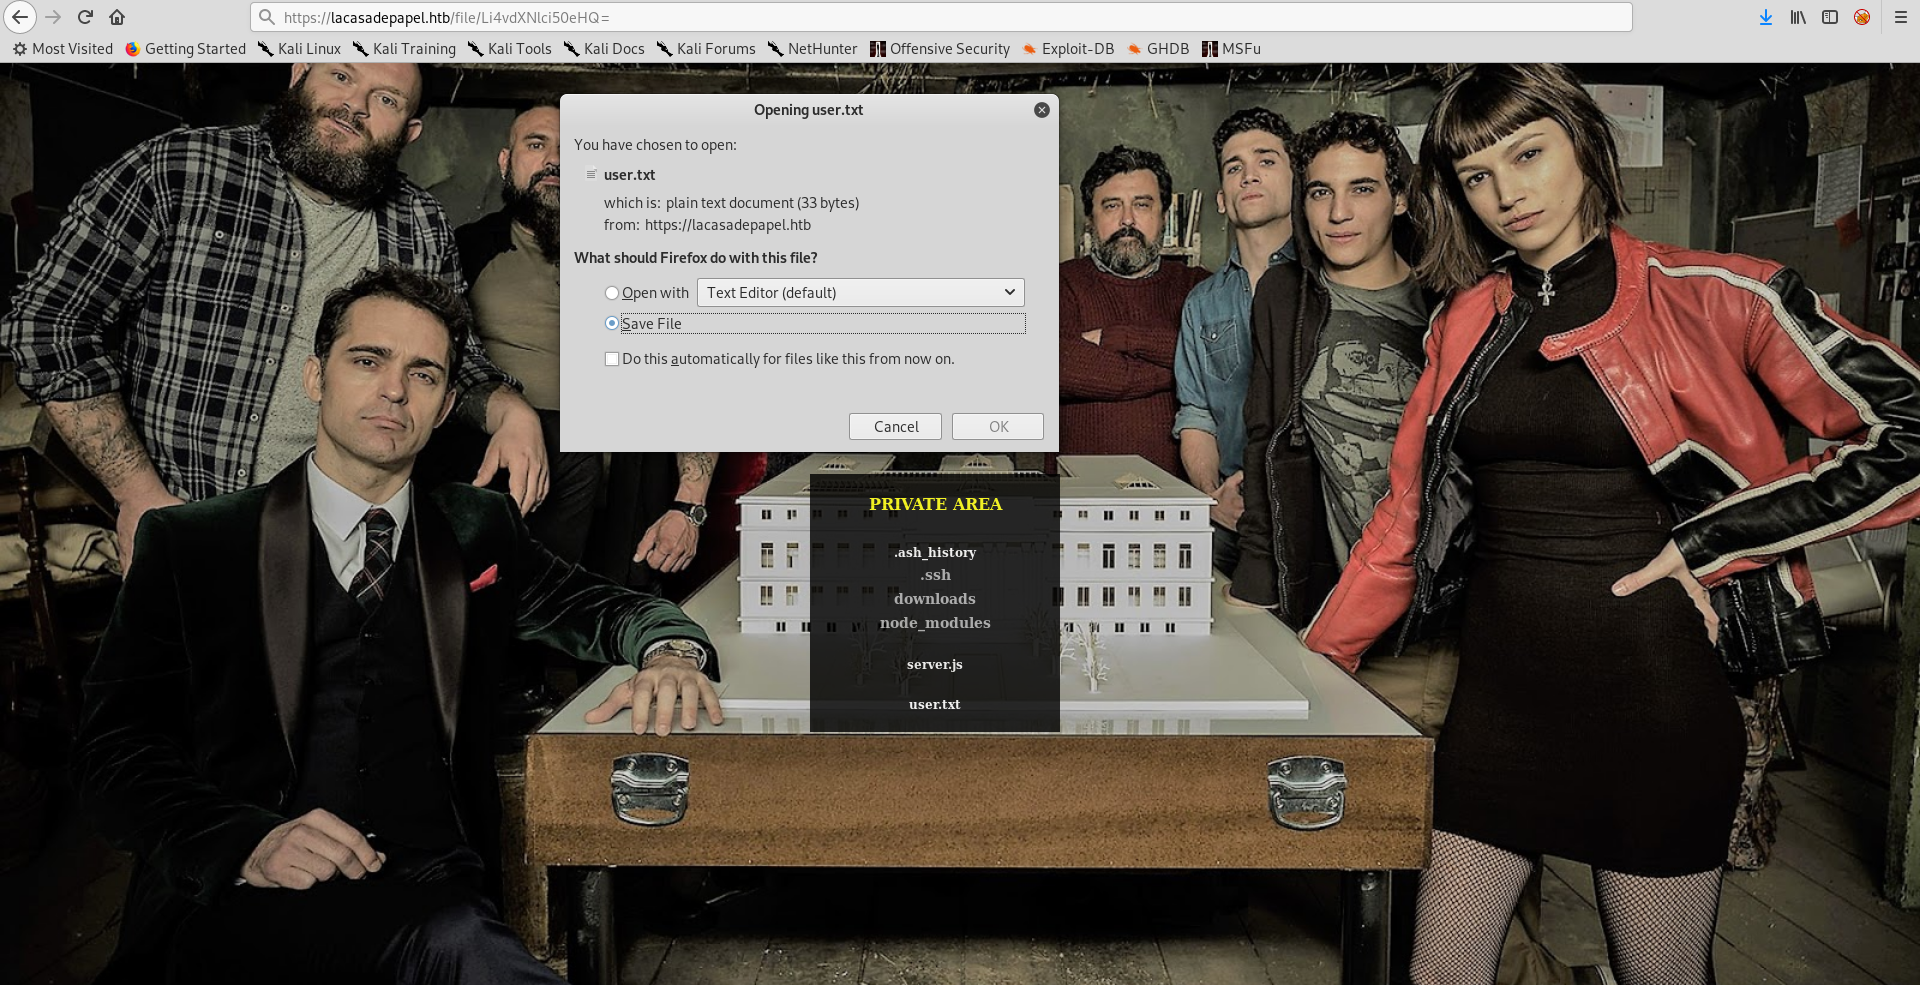 https://lacasadepapel.htb/file/Li4vdXNlci50eHQ=
Most Visited Getting Started Kali Linux Kali Training Kali Tools Kali Docs Kali Forums NetHunter Offensive Security Exploit-DB GHDB MSFu
Opening user.txt
You have chosen to open:
user.txt
which is: plain text document (33 bytes)
from: https://lacasadepapel.htb
What should Firefox do with this file?
Open with Text Editor (default)
Save File
Do this automatically for files like this from now on.
Cancel OK
PRIVATE AREA
.ash_history
.ssh
downloads
node_modules
server.js
user.txt